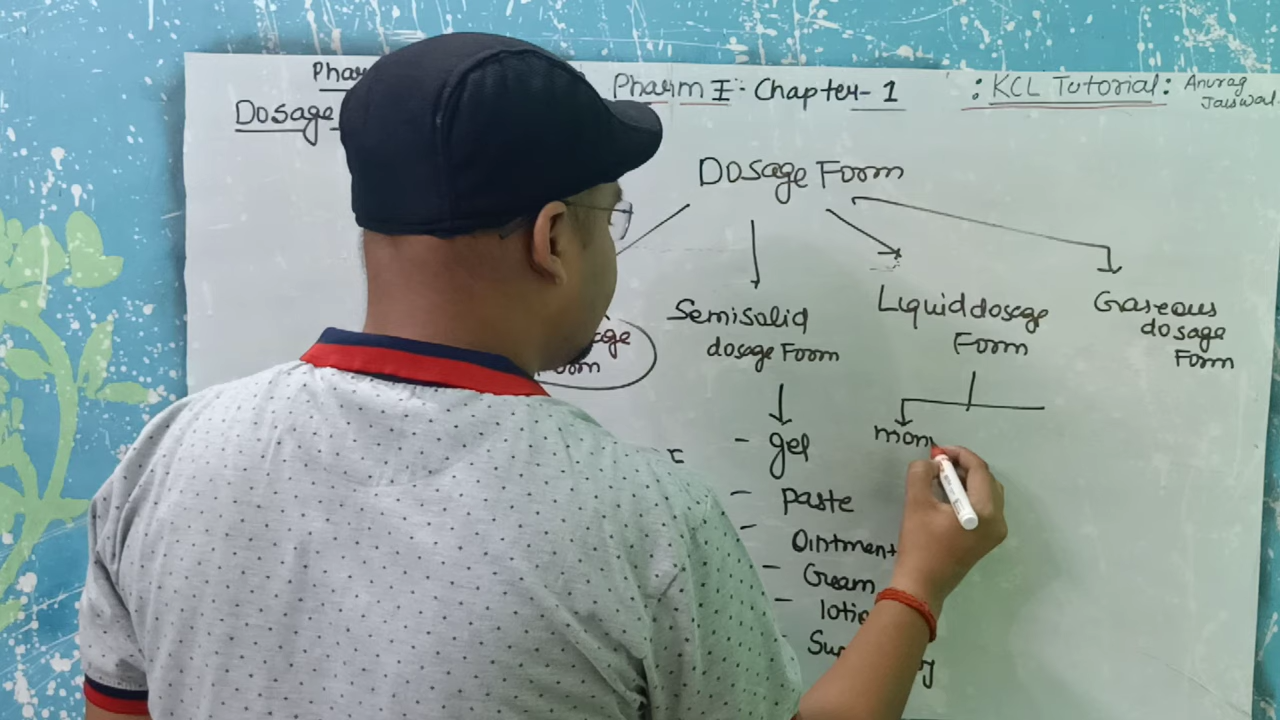 Pharm I : Chapter - 1
: KCL Tutorial :
Anurag
Jaiswal
Dosage
Dosage Form
Semisolid
dosage Form
Liquid dosage
Form
Gaseous
dosage
Form
- gel
- Paste
- Ointment
- Cream
- lotio